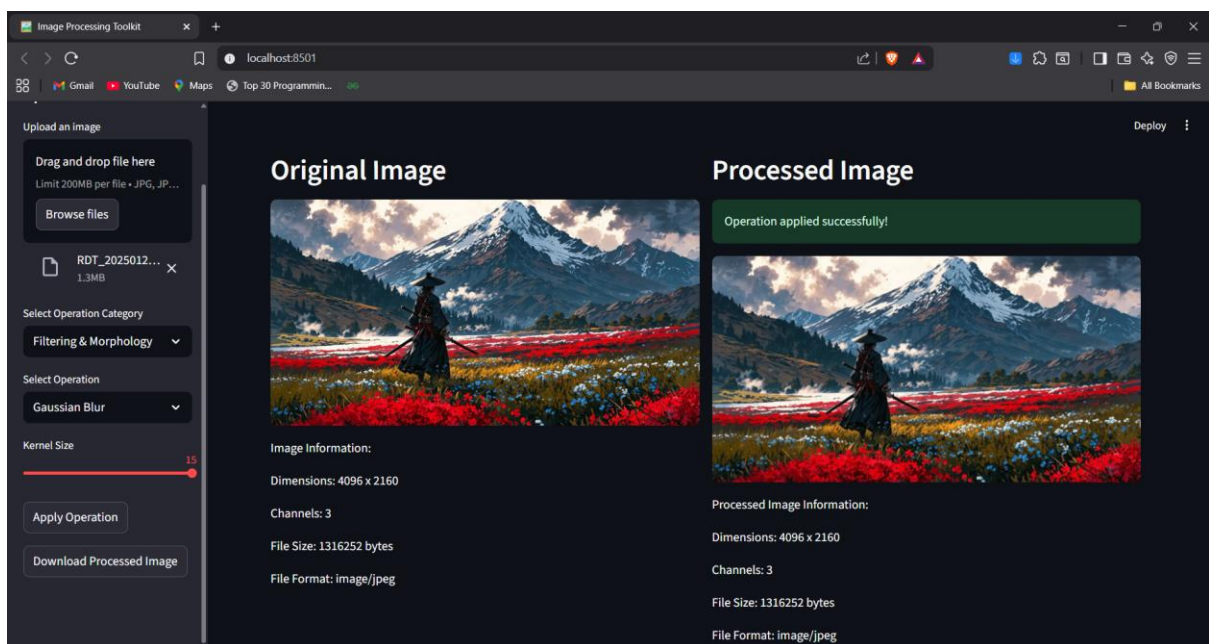 Image Processing Toolkit
localhost:8501
Gmail
YouTube
Maps
Top 30 Programmin...
All Bookmarks
Deploy
Upload an image
Drag and drop file here
Limit 200MB per file • JPG, JP...
Browse files
RDT_2025012...
1.3MB
Select Operation Category
Filtering & Morphology
Select Operation
Gaussian Blur
Kernel Size
15
Apply Operation
Download Processed Image
Original Image
Image Information:
Dimensions: 4096 x 2160
Channels: 3
File Size: 1316252 bytes
File Format: image/jpeg
Processed Image
Operation applied successfully!
Processed Image Information:
Dimensions: 4096 x 2160
Channels: 3
File Size: 1316252 bytes
File Format: image/jpeg